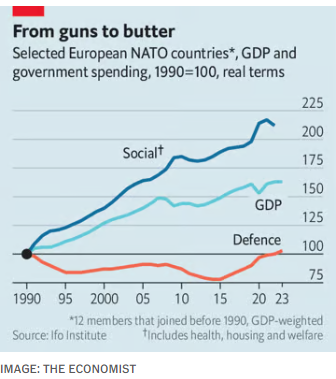 From guns to butter
Selected European NATO countries*, GDP and
government spending, 1990=100, real terms
225
200
Social†
175
150
GDP
125
Defence
100
75
1990 95 2000 05 10 15 20 23
*12 members that joined before 1990, GDP-weighted
Source: Ifo Institute †Includes health, housing and welfare
IMAGE: THE ECONOMIST